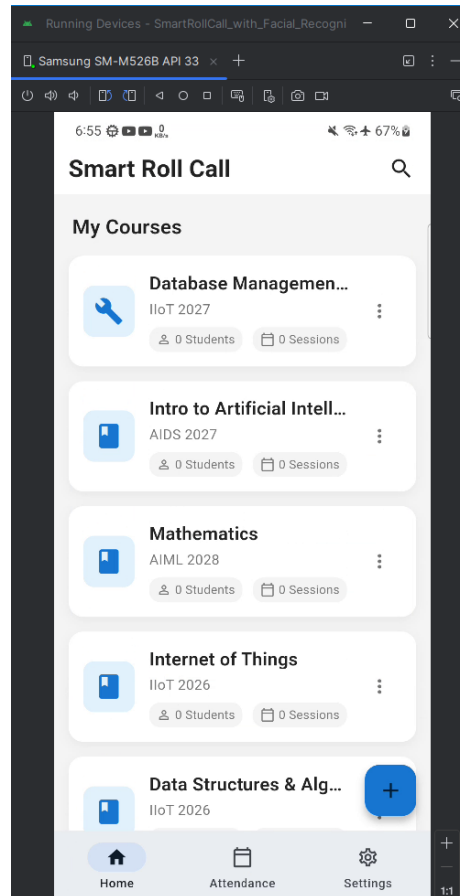 Running Devices - SmartRollCall_with_Facial_Recogni
Samsung SM-M526B API 33
6:55 0 KB/s 67%
Smart Roll Call
My Courses
Database Managemen...
IIoT 2027
0 Students 0 Sessions
Intro to Artificial Intell...
AIDS 2027
0 Students 0 Sessions
Mathematics
AIML 2028
0 Students 0 Sessions
Internet of Things
IIoT 2026
0 Students 0 Sessions
Data Structures & Alg...
IIoT 2026
Home Attendance Settings
1:1